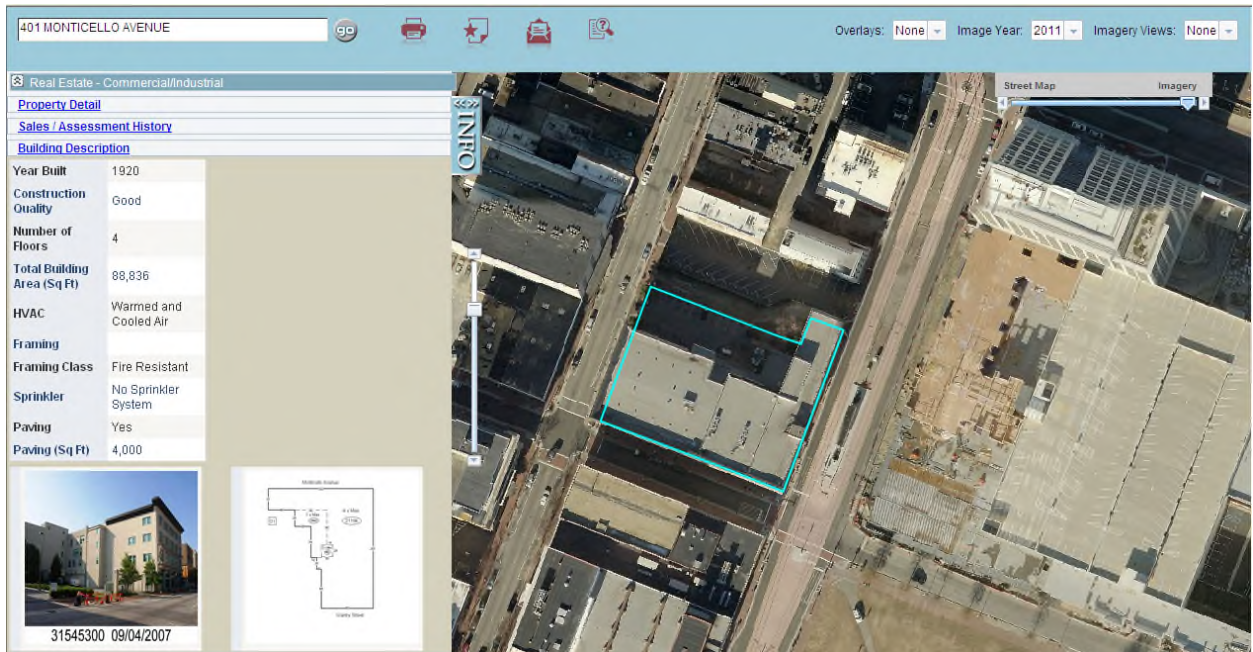 401 MONTICELLO AVENUE
go
Overlays: None Image Year: 2011 Imagery Views: None
Real Estate - Commercial/Industrial
Property Detail
Sales / Assessment History
Building Description
Year Built 1920
Construction
Quality Good
Number of
Floors 4
Total Building
Area (Sq Ft) 88,836
HVAC Warmed and
Cooled Air
Framing
Framing Class Fire Resistant
Sprinkler No Sprinkler
System
Paving Yes
Paving (Sq Ft) 4,000
31545300 09/04/2007
«»INFO
Street Map Imagery